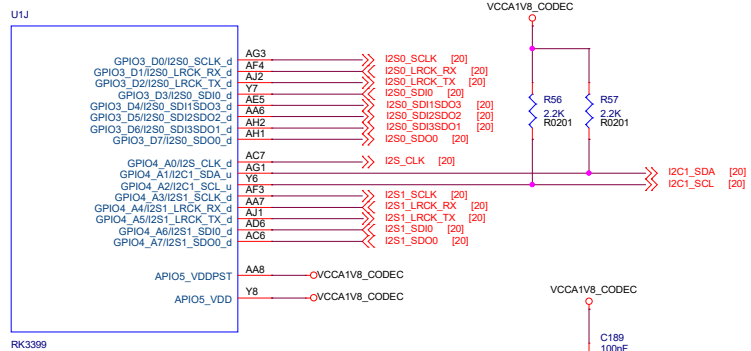 U1J
VCCA1V8_CODEC
GPIO3_D0/I2S0_SCLK_d AG3 I2S0_SCLK [20]
GPIO3_D1/I2S0_LRCK_RX_d AF4 I2S0_LRCK_RX [20]
GPIO3_D2/I2S0_LRCK_TX_d AJ2 I2S0_LRCK_TX [20]
GPIO3_D3/I2S0_SDI0_d Y7 I2S0_SDI0 [20]
GPIO3_D4/I2S0_SDI1SDO3_d AE5 I2S0_SDI1SDO3 [20]
GPIO3_D5/I2S0_SDI2SDO2_d AA6 I2S0_SDI2SDO2 [20]
GPIO3_D6/I2S0_SDI3SDO1_d AH2 I2S0_SDI3SDO1 [20]
GPIO3_D7/I2S0_SDO0_d AH1 I2S0_SDO0 [20]
R56 R57
2.2K 2.2K
R0201 R0201
GPIO4_A0/I2S_CLK_d AC7 I2S_CLK [20]
GPIO4_A1/I2C1_SDA_u AG1 I2C1_SDA [20]
GPIO4_A2/I2C1_SCL_u Y6 I2C1_SCL [20]
GPIO4_A3/I2S1_SCLK_d AF3 I2S1_SCLK [20]
GPIO4_A4/I2S1_LRCK_RX_d AA7 I2S1_LRCK_RX [20]
GPIO4_A5/I2S1_LRCK_TX_d AJ1 I2S1_LRCK_TX [20]
GPIO4_A6/I2S1_SDI0_d AD6 I2S1_SDI0 [20]
GPIO4_A7/I2S1_SDO0_d AC6 I2S1_SDO0 [20]
APIO5_VDDPST AA8 VCCA1V8_CODEC
APIO5_VDD Y8 VCCA1V8_CODEC
VCCA1V8_CODEC
RK3399
C189
100nF